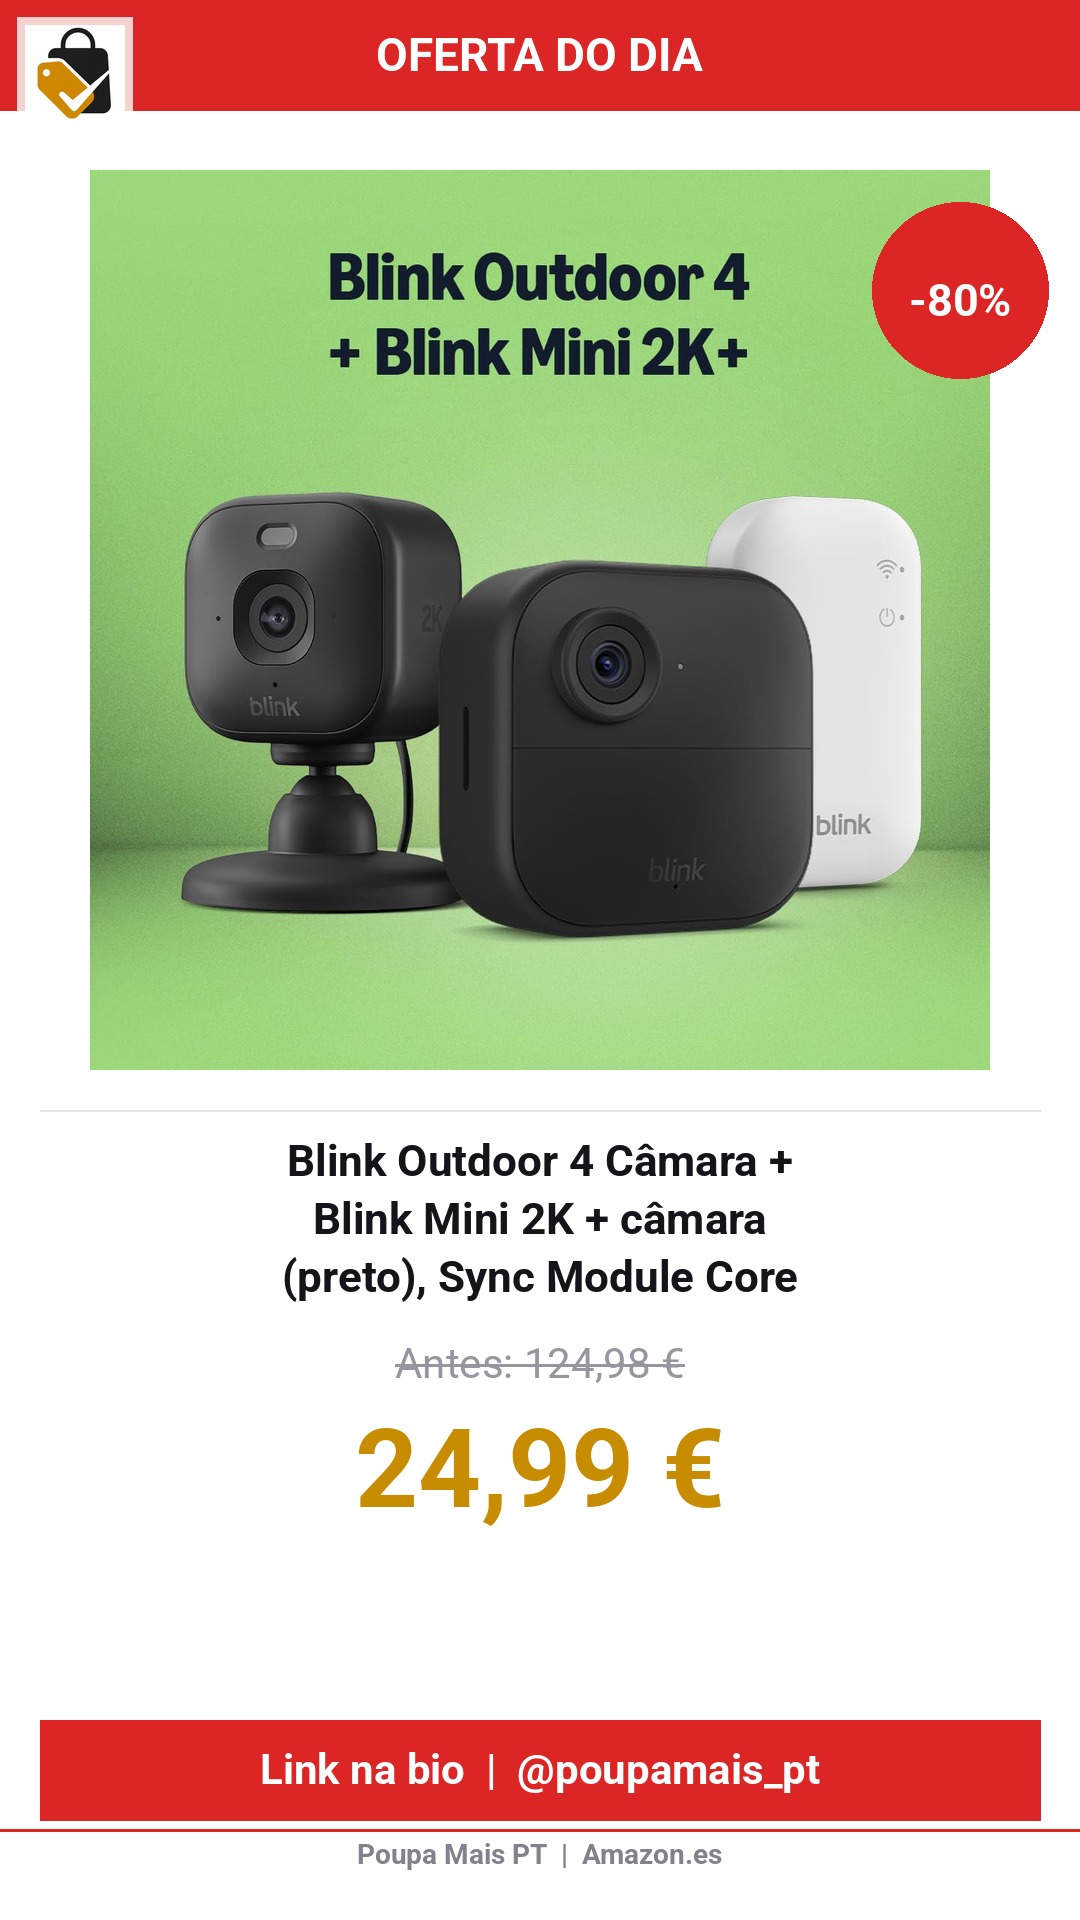 OFERTA DO DIA
Blink Outdoor 4
+ Blink Mini 2K+
-80%
2K
blink
blink
blink
Blink Outdoor 4 Câmara +
Blink Mini 2K + câmara
(preto), Sync Module Core
Antes: 124,98 €
24,99 €
Link na bio | @poupamais_pt
Poupa Mais PT | Amazon.es